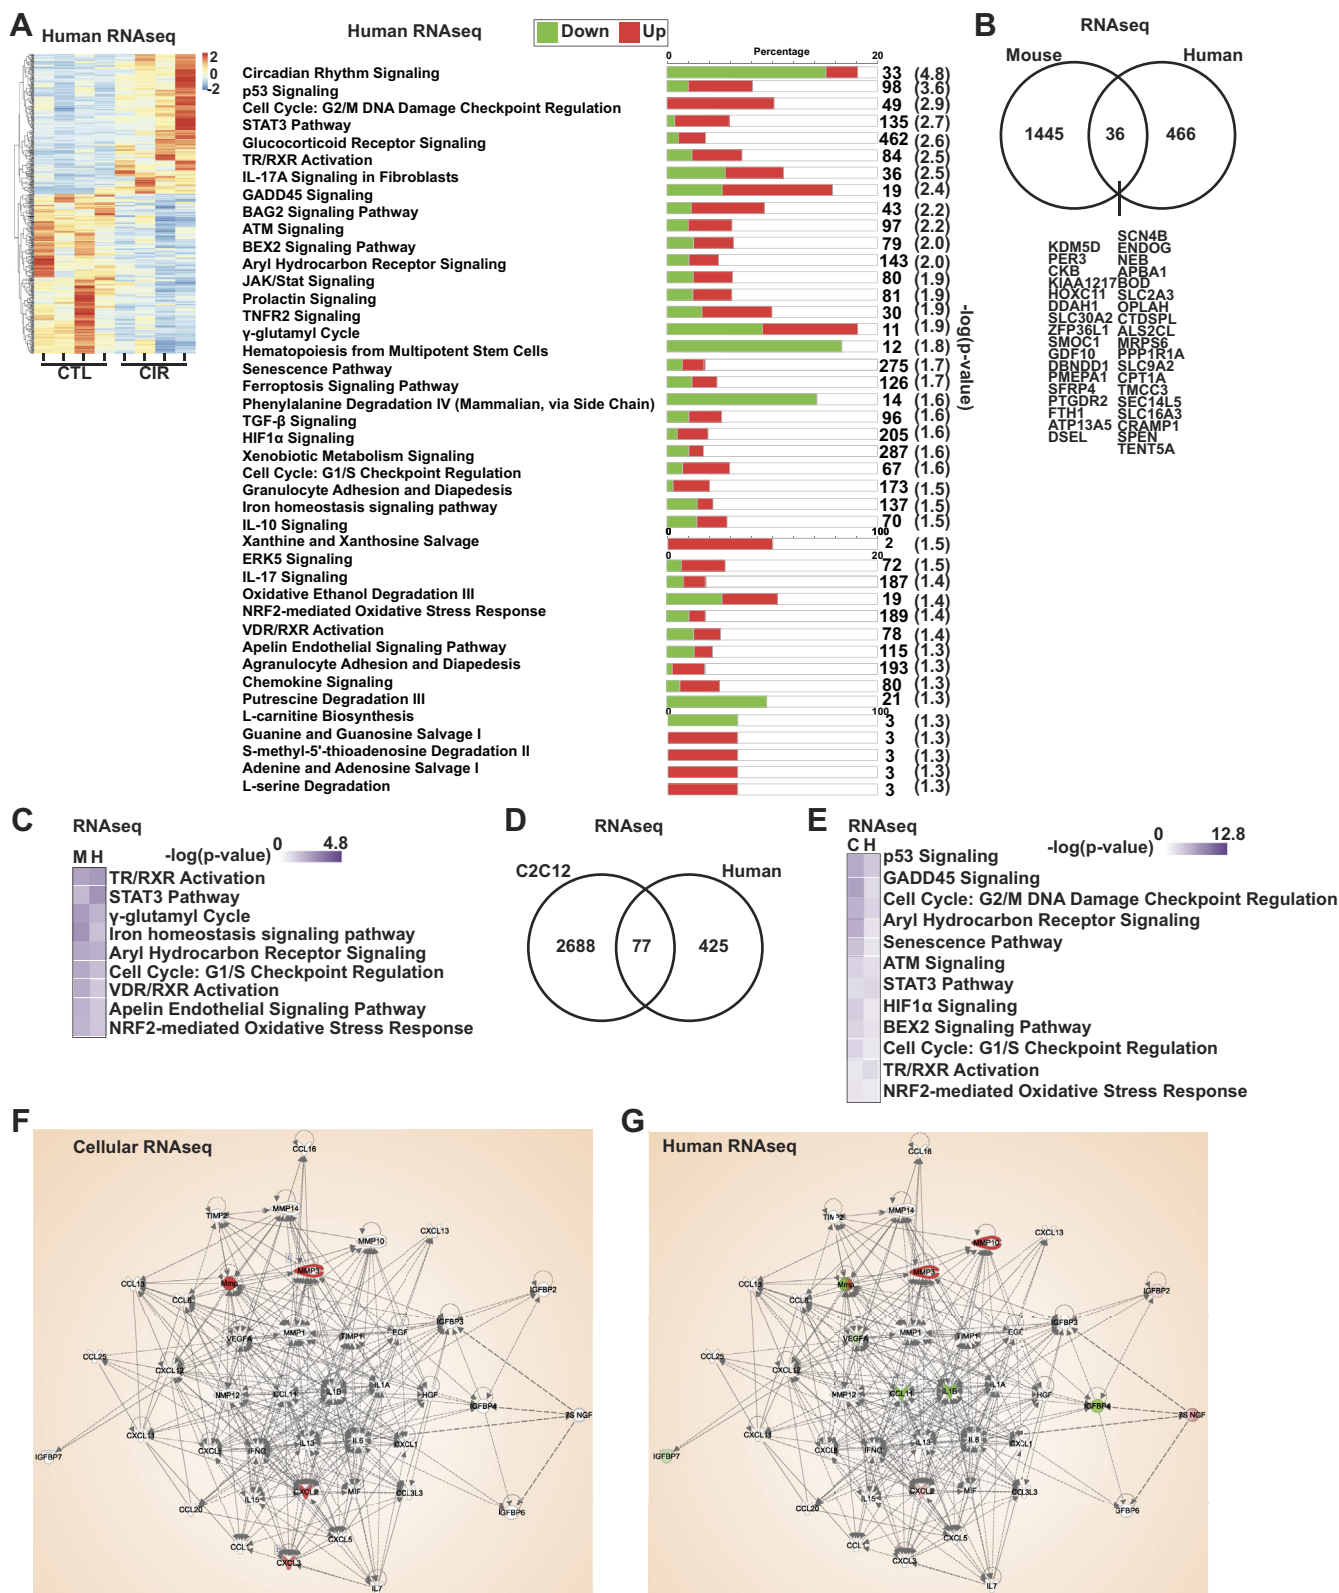 A
Human RNAseq
2
0
-2
CTL
CIR
Human RNAseq
Down
Up
Percentage
0
20
Circadian Rhythm Signaling 33 (4.8)
p53 Signaling 98 (3.6)
Cell Cycle: G2/M DNA Damage Checkpoint Regulation 49 (2.9)
STAT3 Pathway 135 (2.7)
Glucocorticoid Receptor Signaling 462 (2.6)
TR/RXR Activation 84 (2.5)
IL-17A Signaling in Fibroblasts 36 (2.5)
GADD45 Signaling 19 (2.4)
BAG2 Signaling Pathway 43 (2.2)
ATM Signaling 97 (2.2)
BEX2 Signaling Pathway 79 (2.0)
Aryl Hydrocarbon Receptor Signaling 143 (2.0)
JAK/Stat Signaling 80 (1.9)
Prolactin Signaling 81 (1.9)
TNFR2 Signaling 30 (1.9)
γ-glutamyl Cycle 11 (1.9)
Hematopoiesis from Multipotent Stem Cells 12 (1.8)
Senescence Pathway 275 (1.7)
Ferroptosis Signaling Pathway 126 (1.7)
Phenylalanine Degradation IV (Mammalian, via Side Chain) 14 (1.6)
TGF-β Signaling 96 (1.6)
HIF1α Signaling 205 (1.6)
Xenobiotic Metabolism Signaling 287 (1.6)
Cell Cycle: G1/S Checkpoint Regulation 67 (1.6)
Granulocyte Adhesion and Diapedesis 173 (1.5)
Iron homeostasis signaling pathway 137 (1.5)
IL-10 Signaling 70 (1.5)
0 100
Xanthine and Xanthosine Salvage 2 (1.5)
0 20
ERK5 Signaling 72 (1.5)
IL-17 Signaling 187 (1.4)
Oxidative Ethanol Degradation III 19 (1.4)
NRF2-mediated Oxidative Stress Response 189 (1.4)
VDR/RXR Activation 78 (1.4)
Apelin Endothelial Signaling Pathway 115 (1.3)
Agranulocyte Adhesion and Diapedesis 193 (1.3)
Chemokine Signaling 80 (1.3)
Putrescine Degradation III 21 (1.3)
0 100
L-carnitine Biosynthesis 3 (1.3)
Guanine and Guanosine Salvage I 3 (1.3)
S-methyl-5'-thioadenosine Degradation II 3 (1.3)
Adenine and Adenosine Salvage I 3 (1.3)
L-serine Degradation 3 (1.3)
-log(p-value)
B
RNAseq
Mouse
Human
1445
36
466
KDM5D
PER3
CKB
KIAA1217
HOXC11
DDAH1
SLC30A2
ZFP36L1
SMOC1
GDF10
DBNDD1
PMEPA1
SFRP4
PTGDR2
FTH1
ATP13A5
DSEL
SCN4B
ENDOG
NEB
APBA1
BOD
SLC2A3
OPLAH
CTDSPL
ALS2CL
MRPS6
PPP1R1A
SLC9A2
CPT1A
TMCC3
SEC14L5
SLC16A3
CRAMP1
SPEN
TENT5A
C
RNAseq
M H
-log(p-value)
0
4.8
TR/RXR Activation
STAT3 Pathway
γ-glutamyl Cycle
Iron homeostasis signaling pathway
Aryl Hydrocarbon Receptor Signaling
Cell Cycle: G1/S Checkpoint Regulation
VDR/RXR Activation
Apelin Endothelial Signaling Pathway
NRF2-mediated Oxidative Stress Response
D
RNAseq
C2C12
Human
2688
77
425
E
RNAseq
C H
-log(p-value)
0
12.8
p53 Signaling
GADD45 Signaling
Cell Cycle: G2/M DNA Damage Checkpoint Regulation
Aryl Hydrocarbon Receptor Signaling
Senescence Pathway
ATM Signaling
STAT3 Pathway
HIF1α Signaling
BEX2 Signaling Pathway
Cell Cycle: G1/S Checkpoint Regulation
TR/RXR Activation
NRF2-mediated Oxidative Stress Response
F
Cellular RNAseq
CCL16
TIMP2
MMP14
CXCL13
MMP10
MMP3
CCL13
Mmp
CCL8
IGFBP2
IGFBP3
VEGFA
MMP1
TIMP1
EGF
CCL25
CXCL12
MMP12
CCL11
IL1B
IL1A
HGF
IGFBP4
7S NGF
CXCL11
IGFBP7
IFNG
IL13
IL6
CXCL1
CXCL2
MIF
CCL3L3
IL15
CCL20
IGFBP6
CCL1
CXCL5
CXCL3
IL7
G
Human RNAseq
CCL16
TIMP2
MMP14
CXCL13
MMP10
MMP3
CCL13
Mmp
CCL8
IGFBP2
IGFBP3
VEGFA
MMP1
TIMP1
EGF
CCL25
CXCL12
MMP12
CCL11
IL1B
IL1A
HGF
IGFBP4
7S NGF
CXCL11
IGFBP7
IFNG
IL13
IL6
CXCL1
CXCL2
MIF
CCL3L3
IL15
CCL20
GFBP6
CCL1
CXCL5
CXCL3
IL7